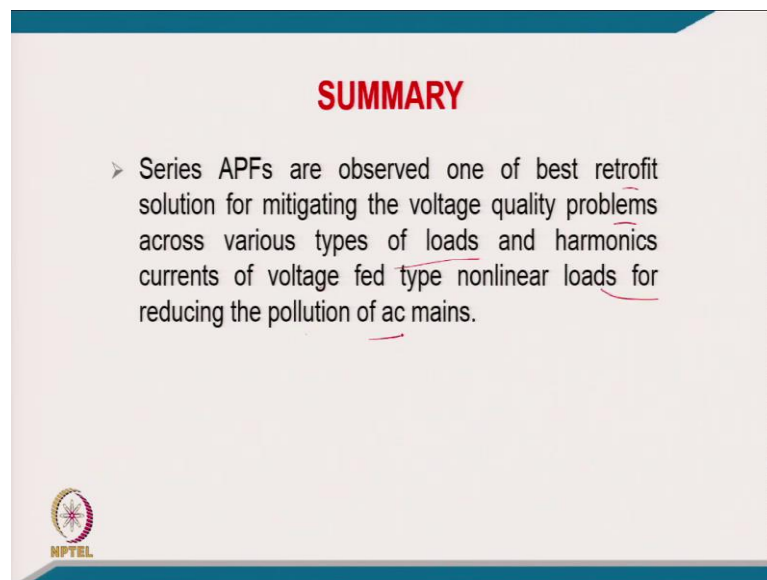 SUMMARY
➢ Series APFs are observed one of best retrofit
solution for mitigating the voltage quality problems
across various types of loads and harmonics
currents of voltage fed type nonlinear loads for
reducing the pollution of ac mains.
NPTEL